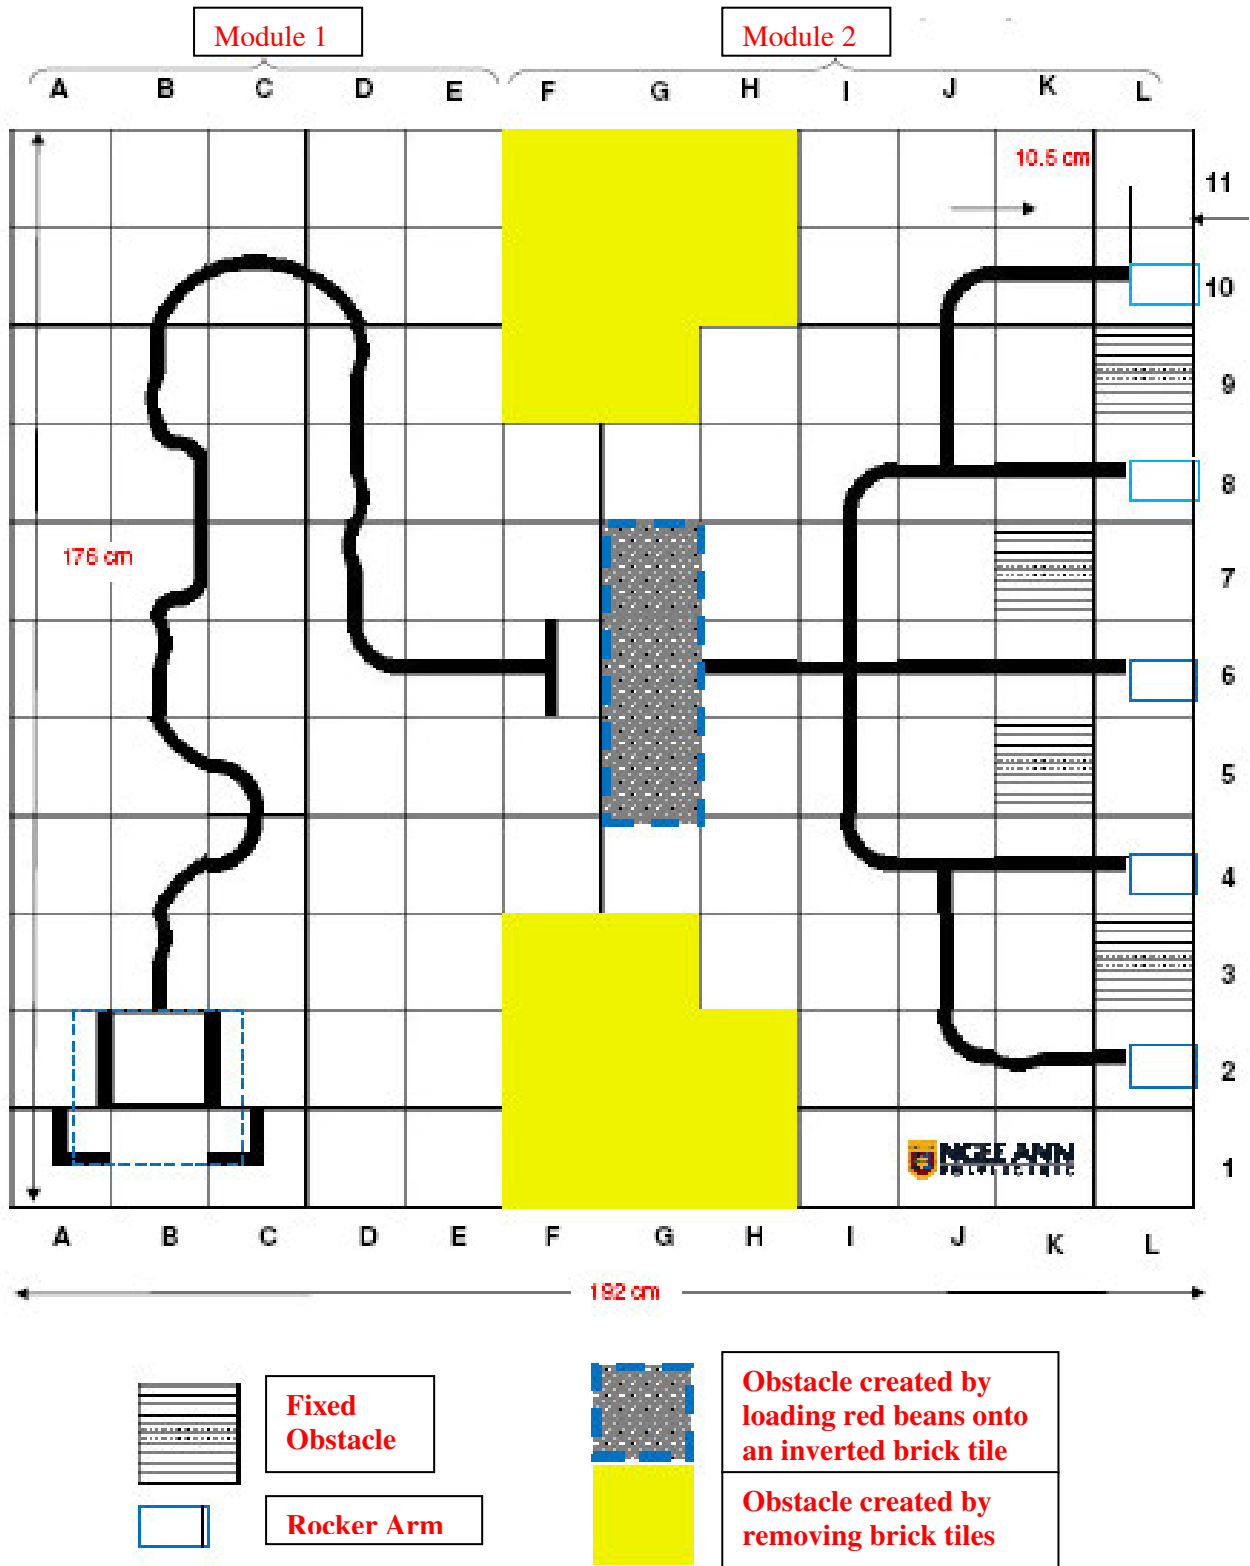 Module 1
Module 2
A B C D E F G H I J K L
10.5 cm
11
10
9
8
176 cm
7
6
5
4
3
2
NGEE ANN
POLYTECHNIC
1
A B C D E F G H I J K L
192 cm
Fixed
Obstacle
Rocker Arm
Obstacle created by
loading red beans onto
an inverted brick tile
Obstacle created by
removing brick tiles